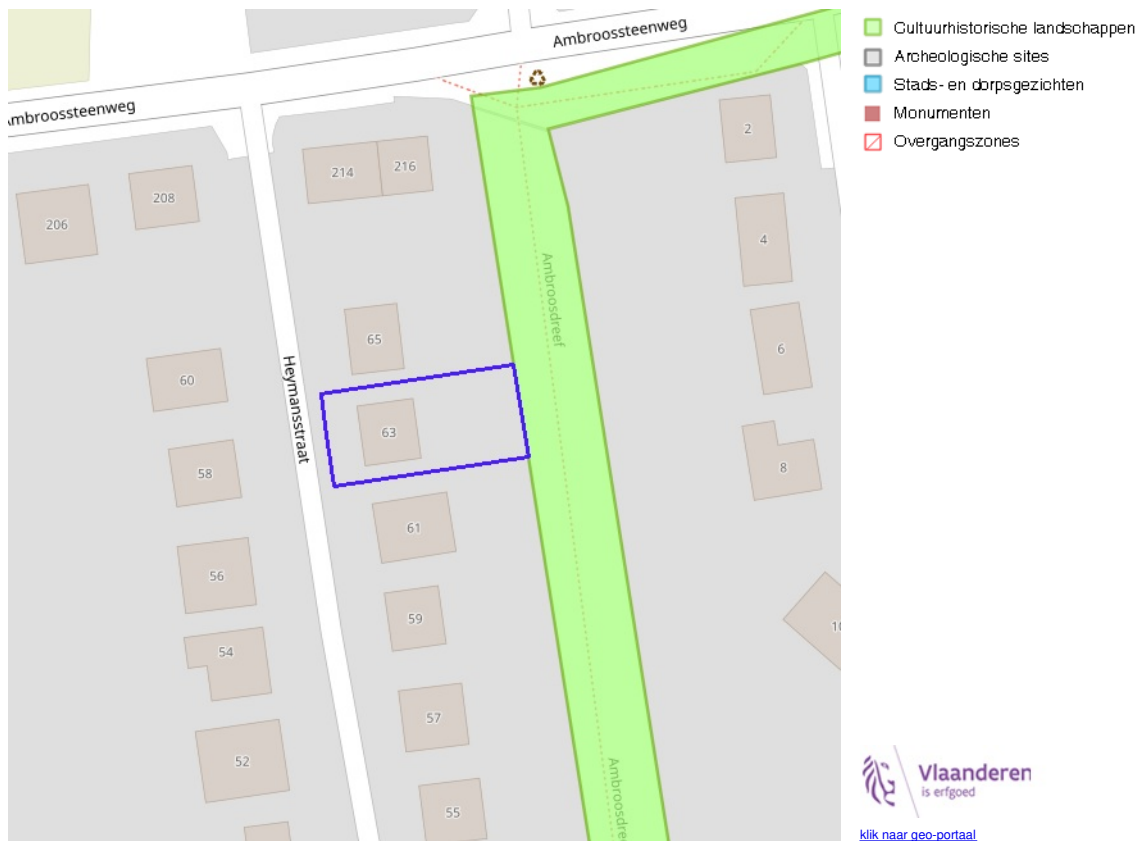 Ambroossteenweg
Ambroossteenweg
Cultuurhistorische landschappen
Archeologische sites
Stads- en dorpsgezichten
Monumenten
Overgangszones
2
214
216
208
206
4
Ambroosdreef
65
6
60
Heymansstraat
63
58
8
61
56
59
10
54
57
52
55
Vlaanderen
is erfgoed
klik naar geo-portaal